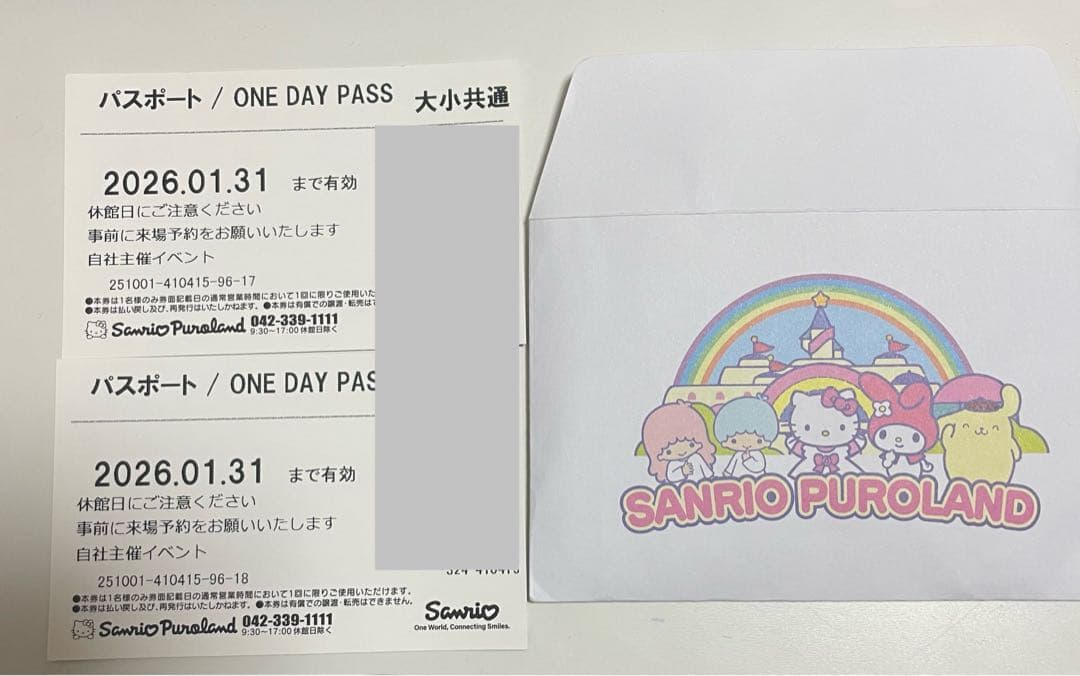 パスポート / ONE DAY PASS 大小共通
2026.01.31 まで有効
休館日にご注意ください
事前に来場予約をお願いいたします
自社主催イベント
251001-410415-96-17
●本券は1名様のみ券面記載日の通常営業時間において1回に限りご使用いた
●本券は払い戻し及び、再発行はいたしかねます。●本券は有償での譲渡・転売は
Sanrio Puroland 042-339-1111
9:30～17:00 休館日除く
パスポート / ONE DAY PAS
2026.01.31 まで有効
休館日にご注意ください
事前に来場予約をお願いいたします
自社主催イベント
251001-410415-96-18
●本券は1名様のみ券面記載日の通常営業時間において1回に限りご使用いただけます。
●本券は払い戻し及び、再発行はいたしかねます。●本券は有償での譲渡・転売はできません。
Sanrio Puroland 042-339-1111
9:30～17:00 休館日除く
Sanrio
One World, Connecting Smiles.
SANRIO PUROLAND